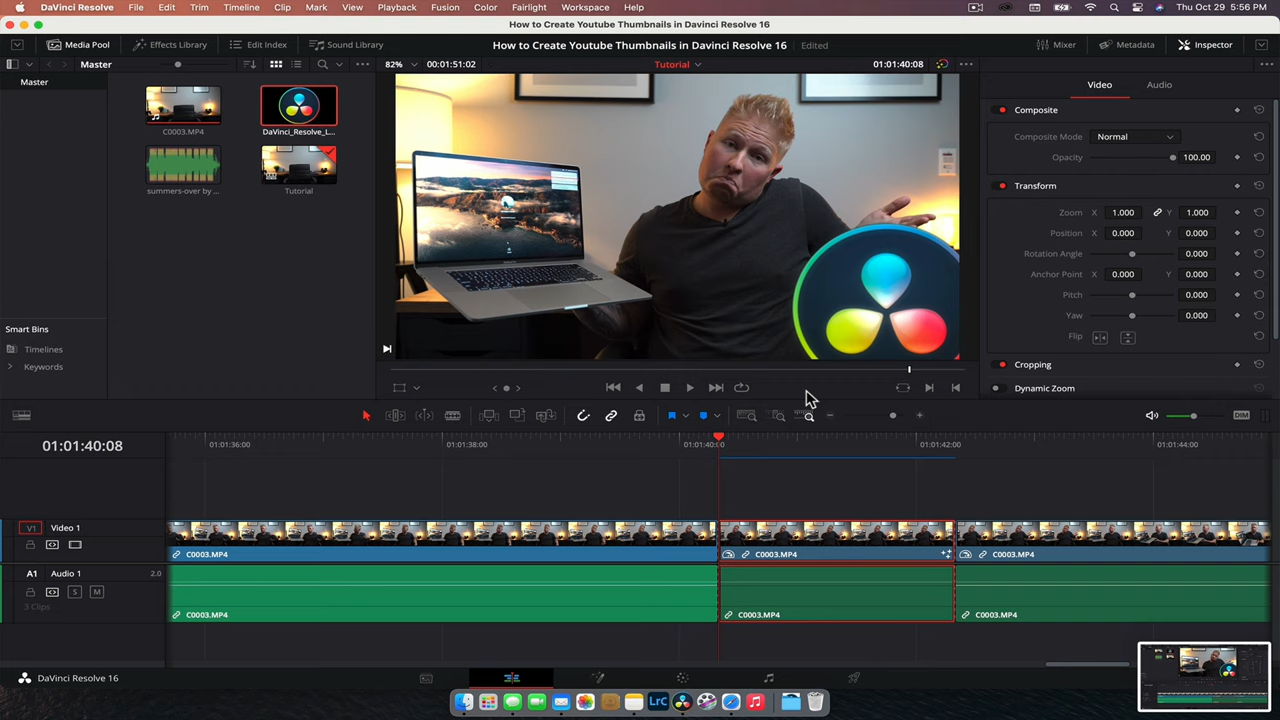 DaVinci Resolve File Edit Trim Timeline Clip Mark View Playback Fusion Color Fairlight Workspace Help Thu Oct 29 5:56 PM
How to Create Youtube Thumbnails in DaVinci Resolve 16
Media Pool Effects Library Edit Index Sound Library How to Create Youtube Thumbnails in Davinci Resolve 16 Edited Mixer Metadata Inspector
Master 82% 00:01:51:02 Tutorial 01:01:40:08
Master
Video Audio
C0003.MP4 DaVinci_Resolve_L...
summers-over by ... Tutorial
Composite
Composite Mode Normal
Opacity 100.00
Transform
Zoom X 1.000 Y 1.000
Position X 0.000 Y 0.000
Rotation Angle 0.000
Anchor Point X 0.000 Y 0.000
Pitch 0.000
Yaw 0.000
Flip
Cropping
Dynamic Zoom
Smart Bins
Timelines
Keywords
DIM
01:01:40:08 01:01:36:00 01:01:38:00 01:01:40:00 01:01:42:00 01:01:44:00
V1 Video 1
C0003.MP4 C0003.MP4 C0003.MP4
A1 Audio 1 2.0
S M
3 Clips
C0003.MP4 C0003.MP4 C0003.MP4
DaVinci Resolve 16
LrC